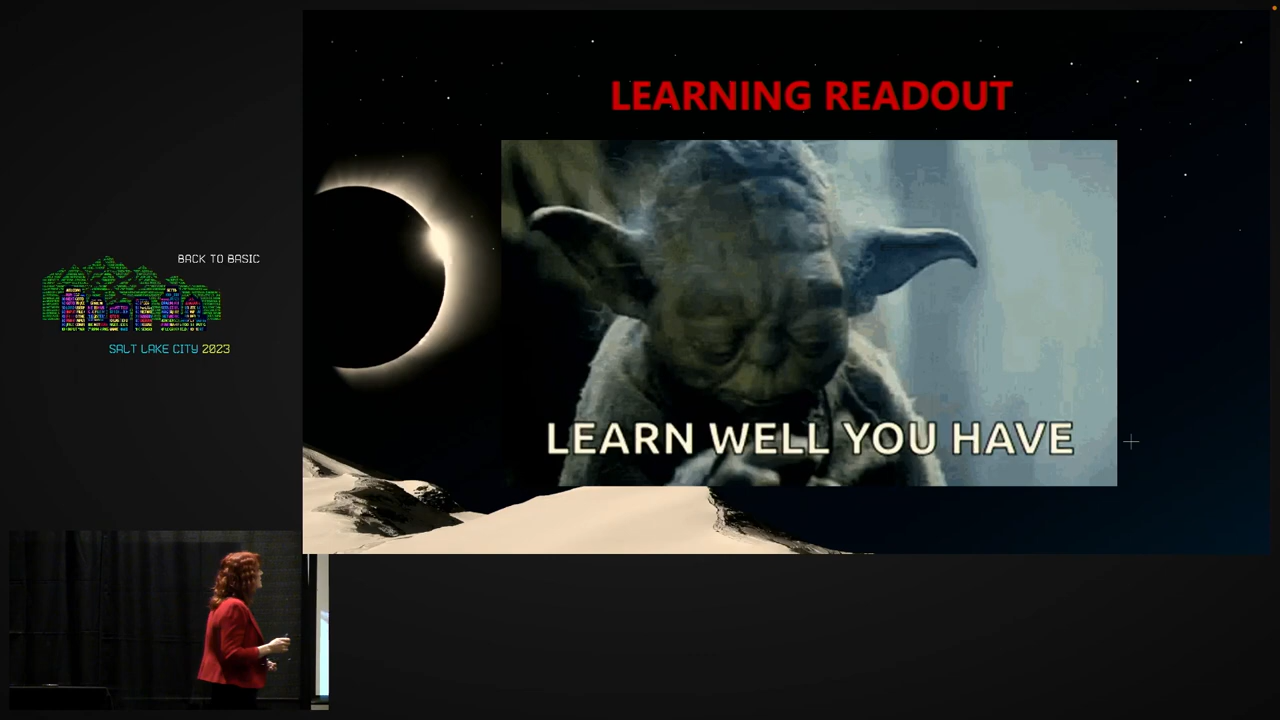 LEARNING READOUT
BACK TO BASIC
LEARN WELL YOU HAVE
SALT LAKE CITY 2023